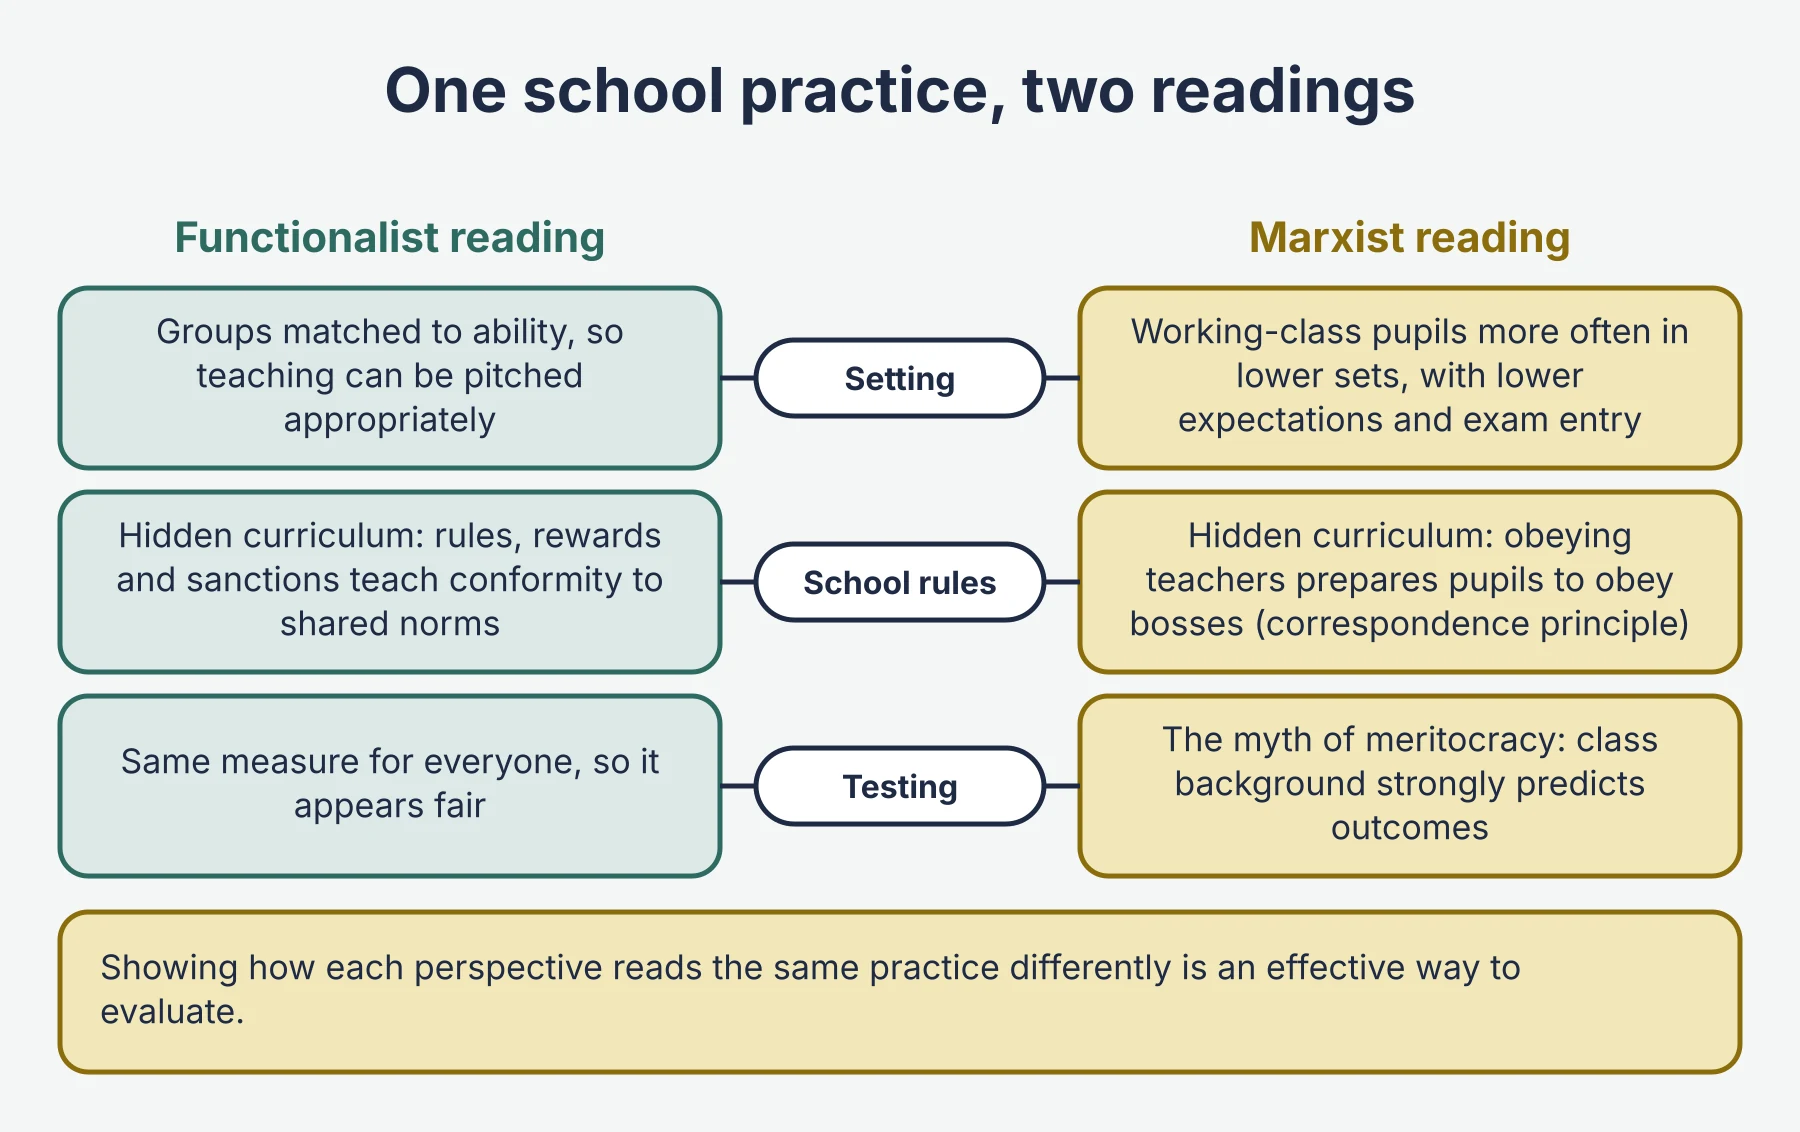 One school practice, two readings
Functionalist reading
Marxist reading
Groups matched to ability, so
teaching can be pitched
appropriately
Setting
Working-class pupils more often in
lower sets, with lower
expectations and exam entry
Hidden curriculum: rules, rewards
and sanctions teach conformity to
shared norms
School rules
Hidden curriculum: obeying
teachers prepares pupils to obey
bosses (correspondence principle)
Same measure for everyone, so it
appears fair
Testing
The myth of meritocracy: class
background strongly predicts
outcomes
Showing how each perspective reads the same practice differently is an effective way to
evaluate.